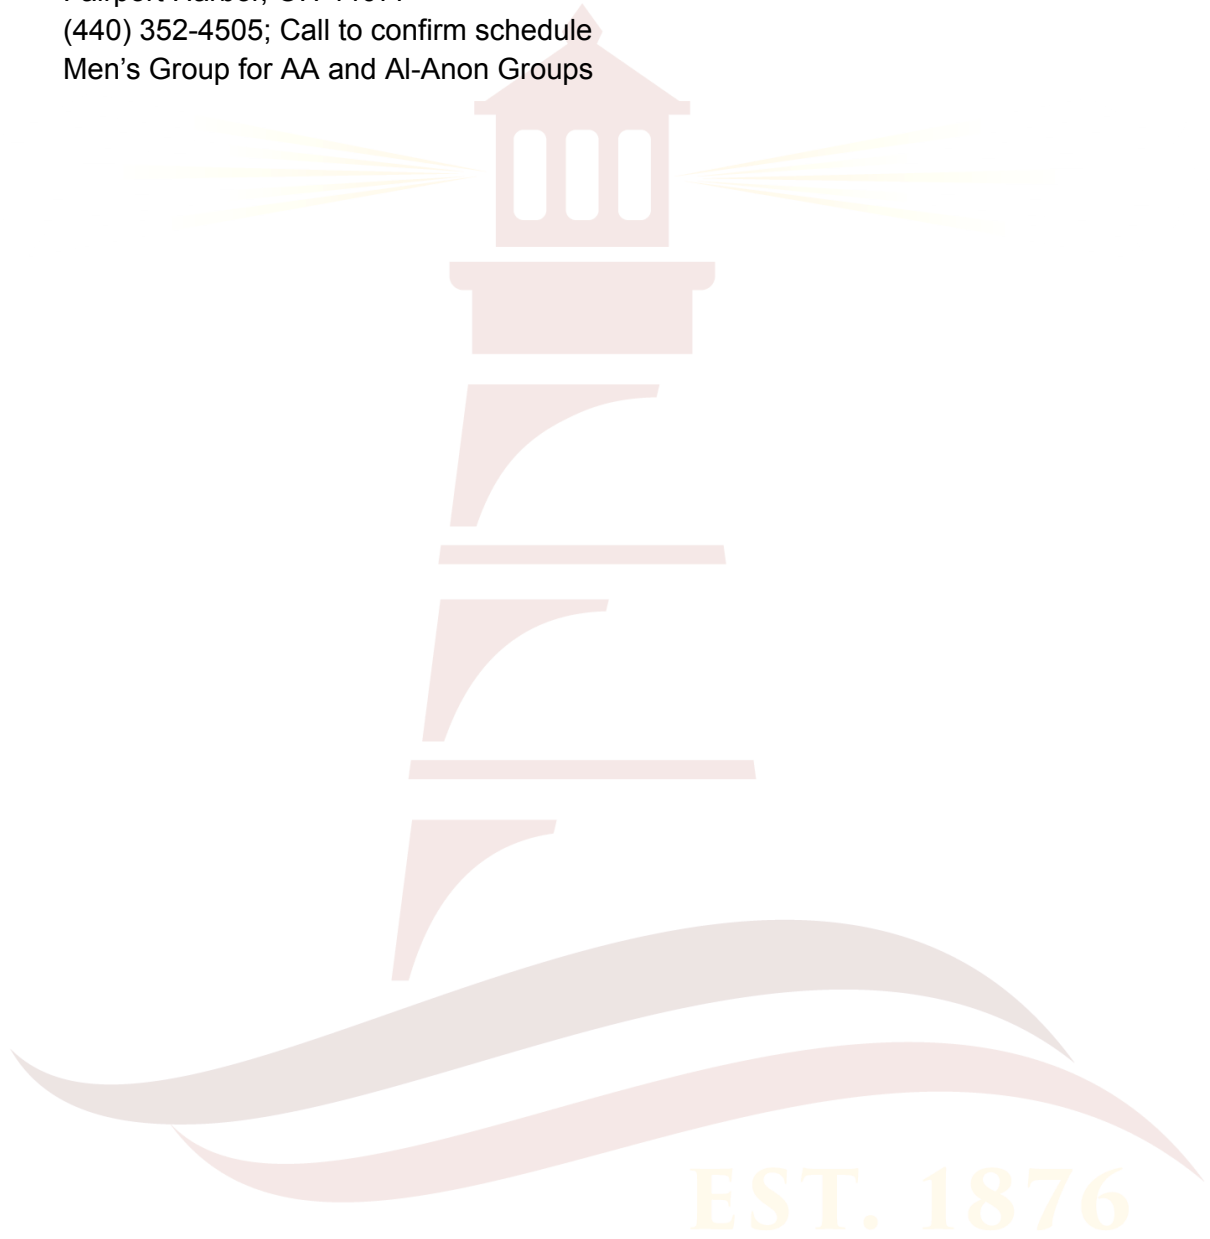 Fairport Harbor, OH 44077
(440) 352-4505; Call to confirm schedule
Men’s Group for AA and Al-Anon Groups
EST. 1876